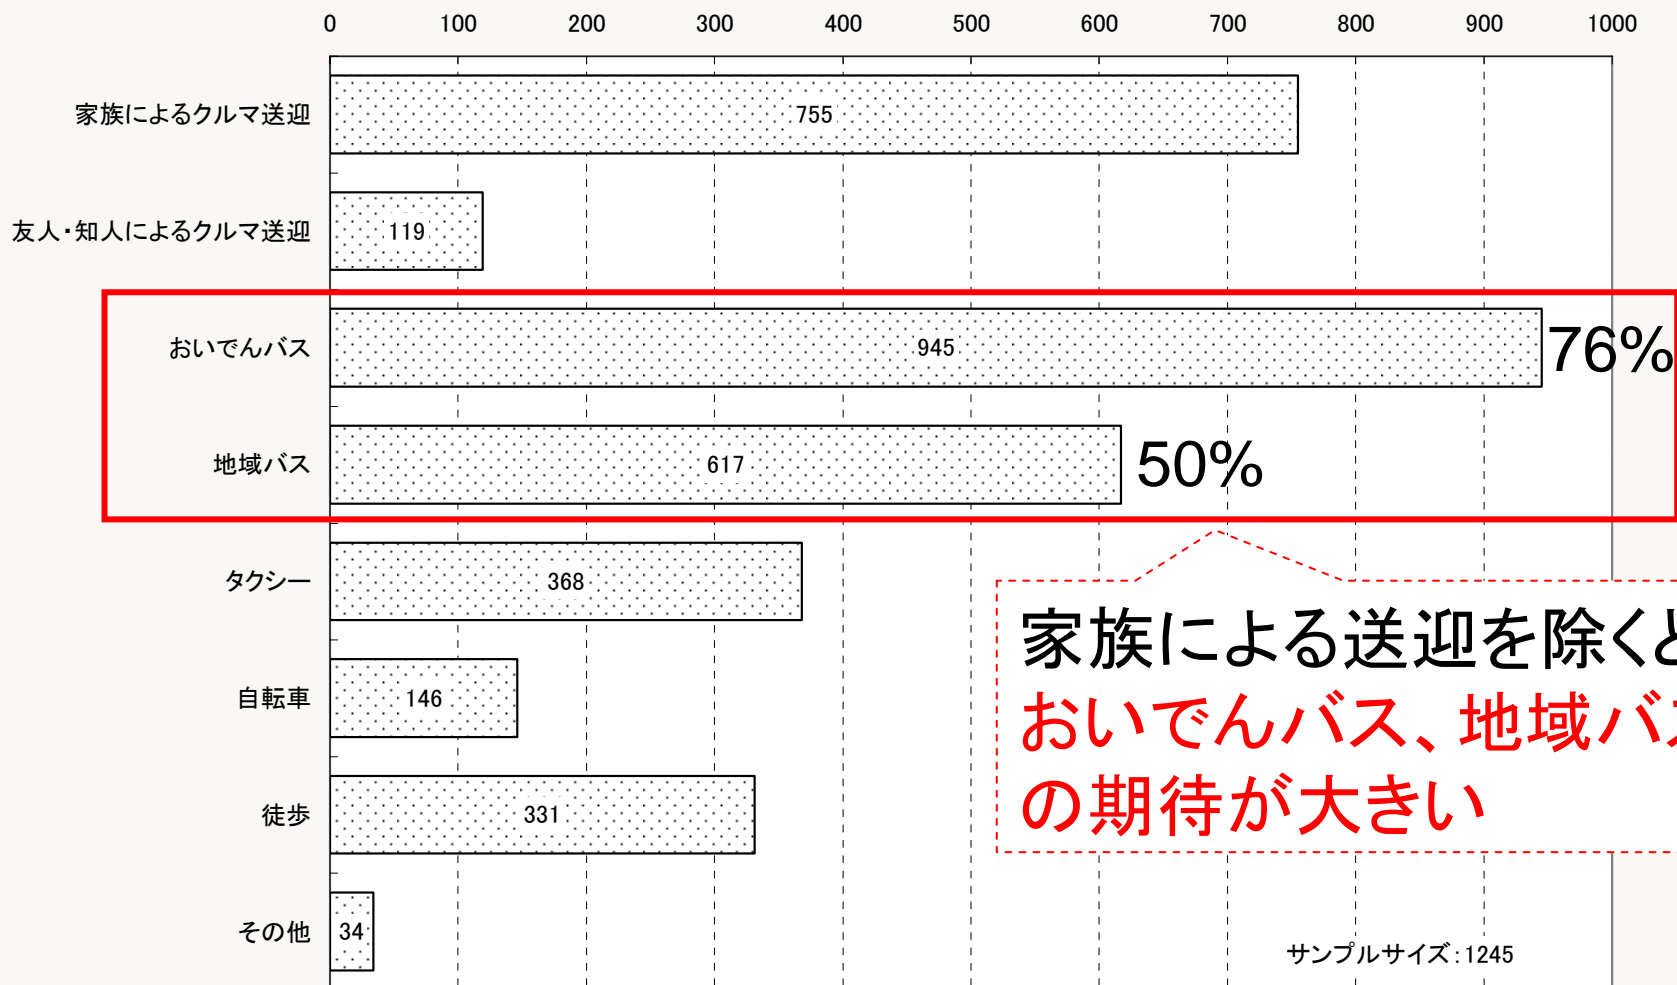 0 100 200 300 400 500 600 700 800 900 1000
家族によるクルマ送迎 755
友人・知人によるクルマ送迎 119
おいでんバス 945 76%
地域バス 617 50%
タクシー 368
自転車 146
徒歩 331
その他 34
家族による送迎を除くと
おいでんバス、地域バス
の期待が大きい
サンプルサイズ:1245